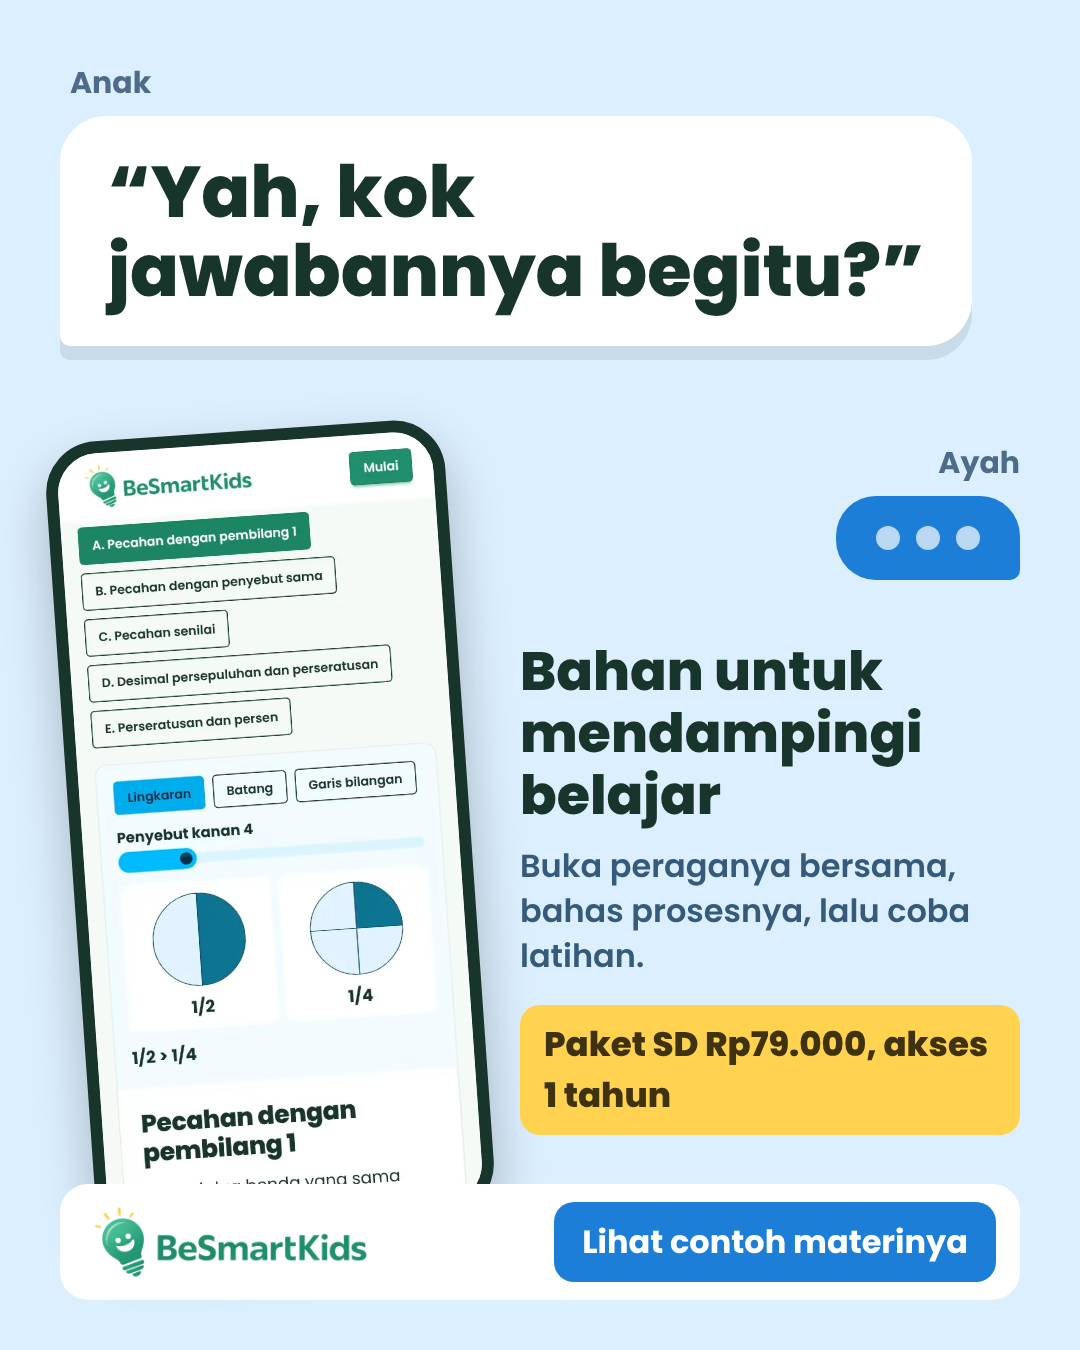 Anak
“Yah, kok
jawabannya begitu?”
BeSmartKids
Mulai
A. Pecahan dengan pembilang 1
B. Pecahan dengan penyebut sama
C. Pecahan senilai
D. Desimal persepuluhan dan perseratusan
E. Perseratusan dan persen
Lingkaran
Batang
Garis bilangan
Penyebut kanan 4
1/2
1/4
1/2 > 1/4
Pecahan dengan
pembilang 1
benda yang sama
Ayah
Bahan untuk
mendampingi
belajar
Buka peraganya bersama,
bahas prosesnya, lalu coba
latihan.
Paket SD Rp79.000, akses
1 tahun
BeSmartKids
Lihat contoh materinya